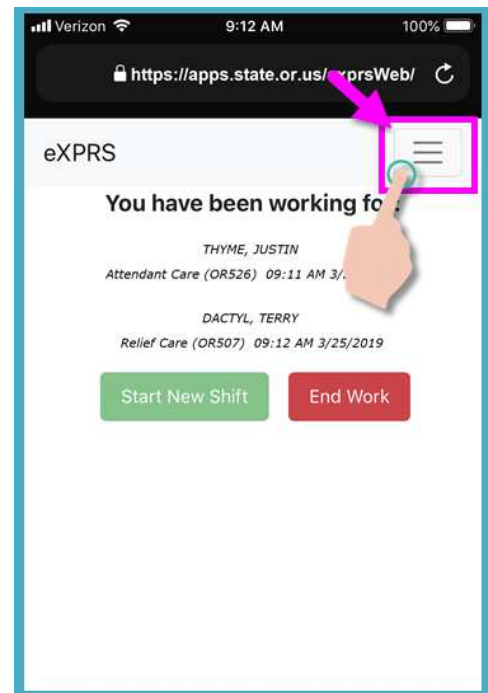 Verizon 9:12 AM 100%
https://apps.state.or.us/exprsWeb/
eXPRS
You have been working for:
THYME, JUSTIN
Attendant Care (OR526) 09:11 AM 3/
DACTYL, TERRY
Relief Care (OR507) 09:12 AM 3/25/2019
Start New Shift End Work